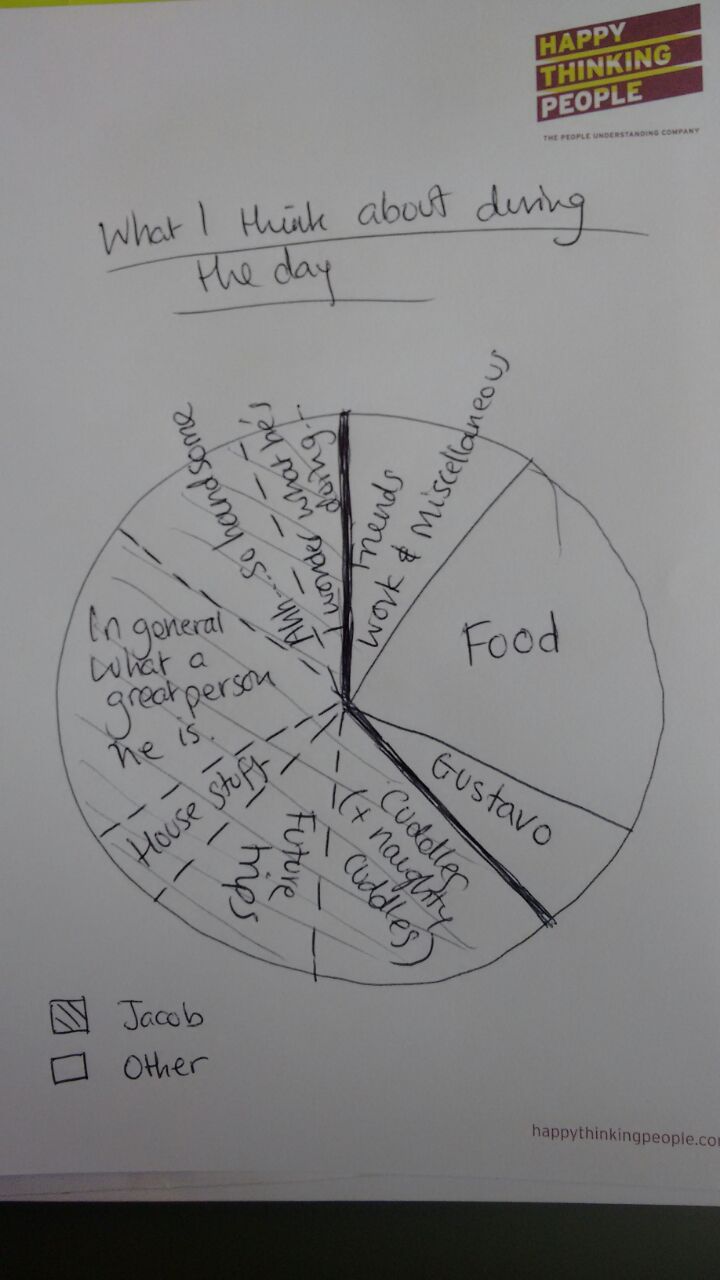 HAPPY
THINKING
PEOPLE
THE PEOPLE UNDERSTANDING COMPANY
What I think about during
the day
Ahh...so handsome
I wonder what he's
doing...
Friends
Work & Miscellaneous
Food
Gustavo
Cuddles
(+ naughty
cuddles)
Future
trips
House stuff
In general
what a
great person
he is.
Jacob
Other
happythinkingpeople.co